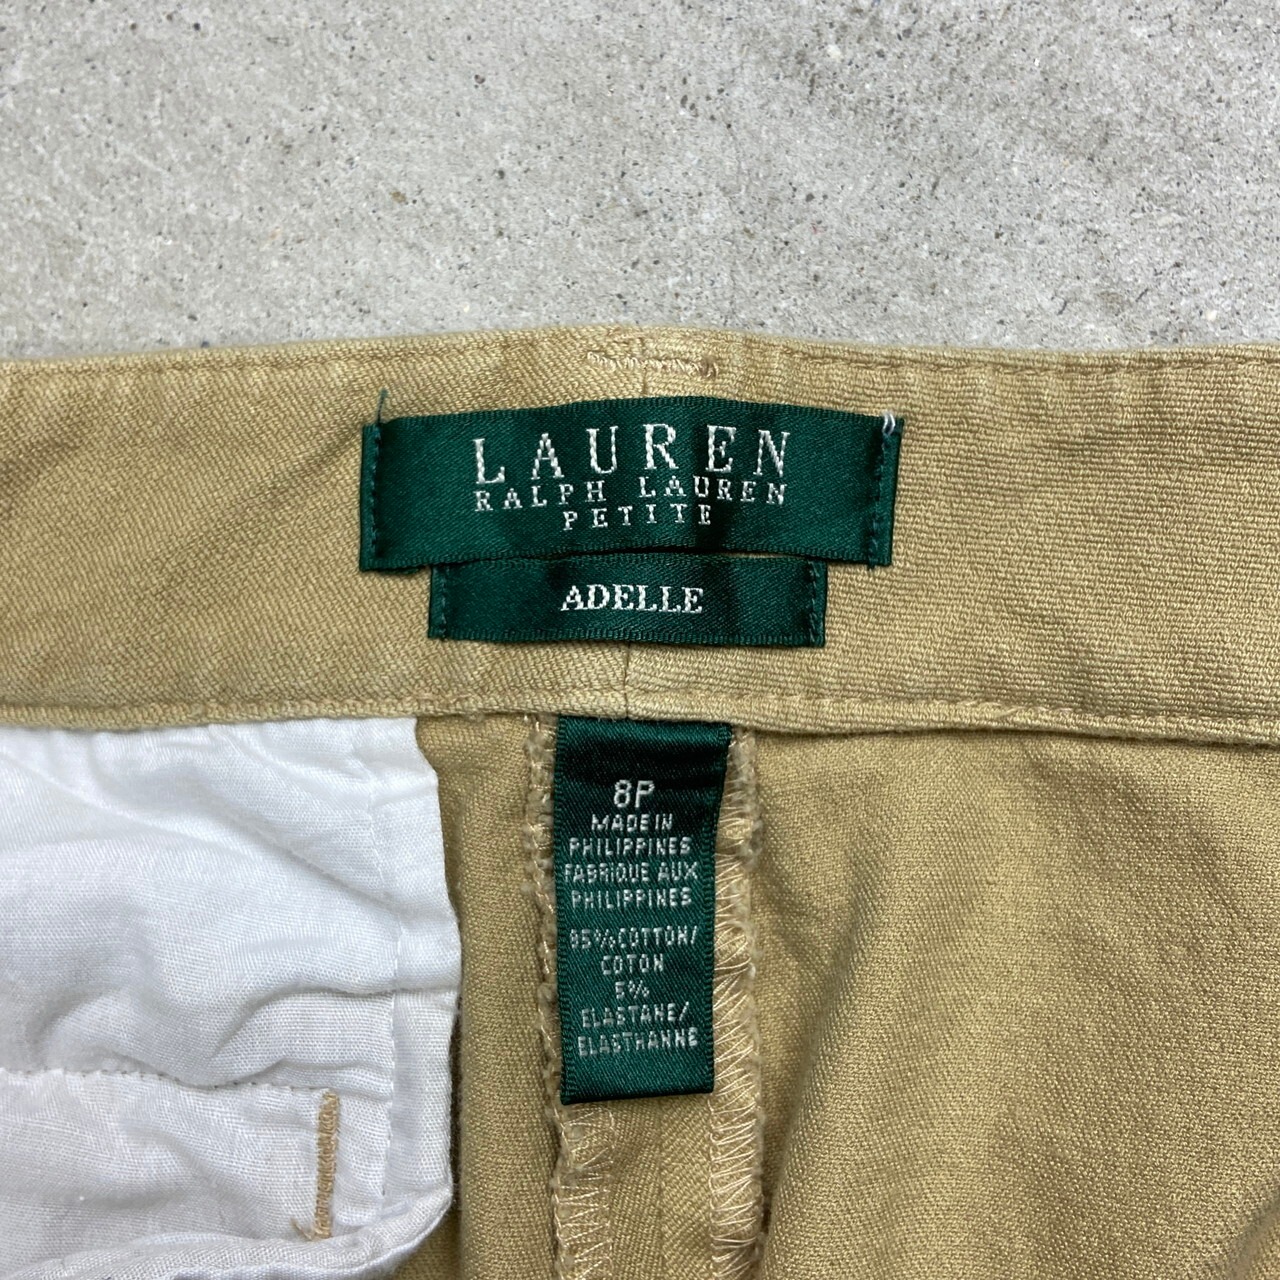 LAUREN
RALPH LAUREN
PETITE
ADELLE
8P
MADE IN
PHILIPPINES
FABRIQUE AUX
PHILIPPINES
95% COTTON/
COTON
5%
ELASTANE/
ELASTHANNE